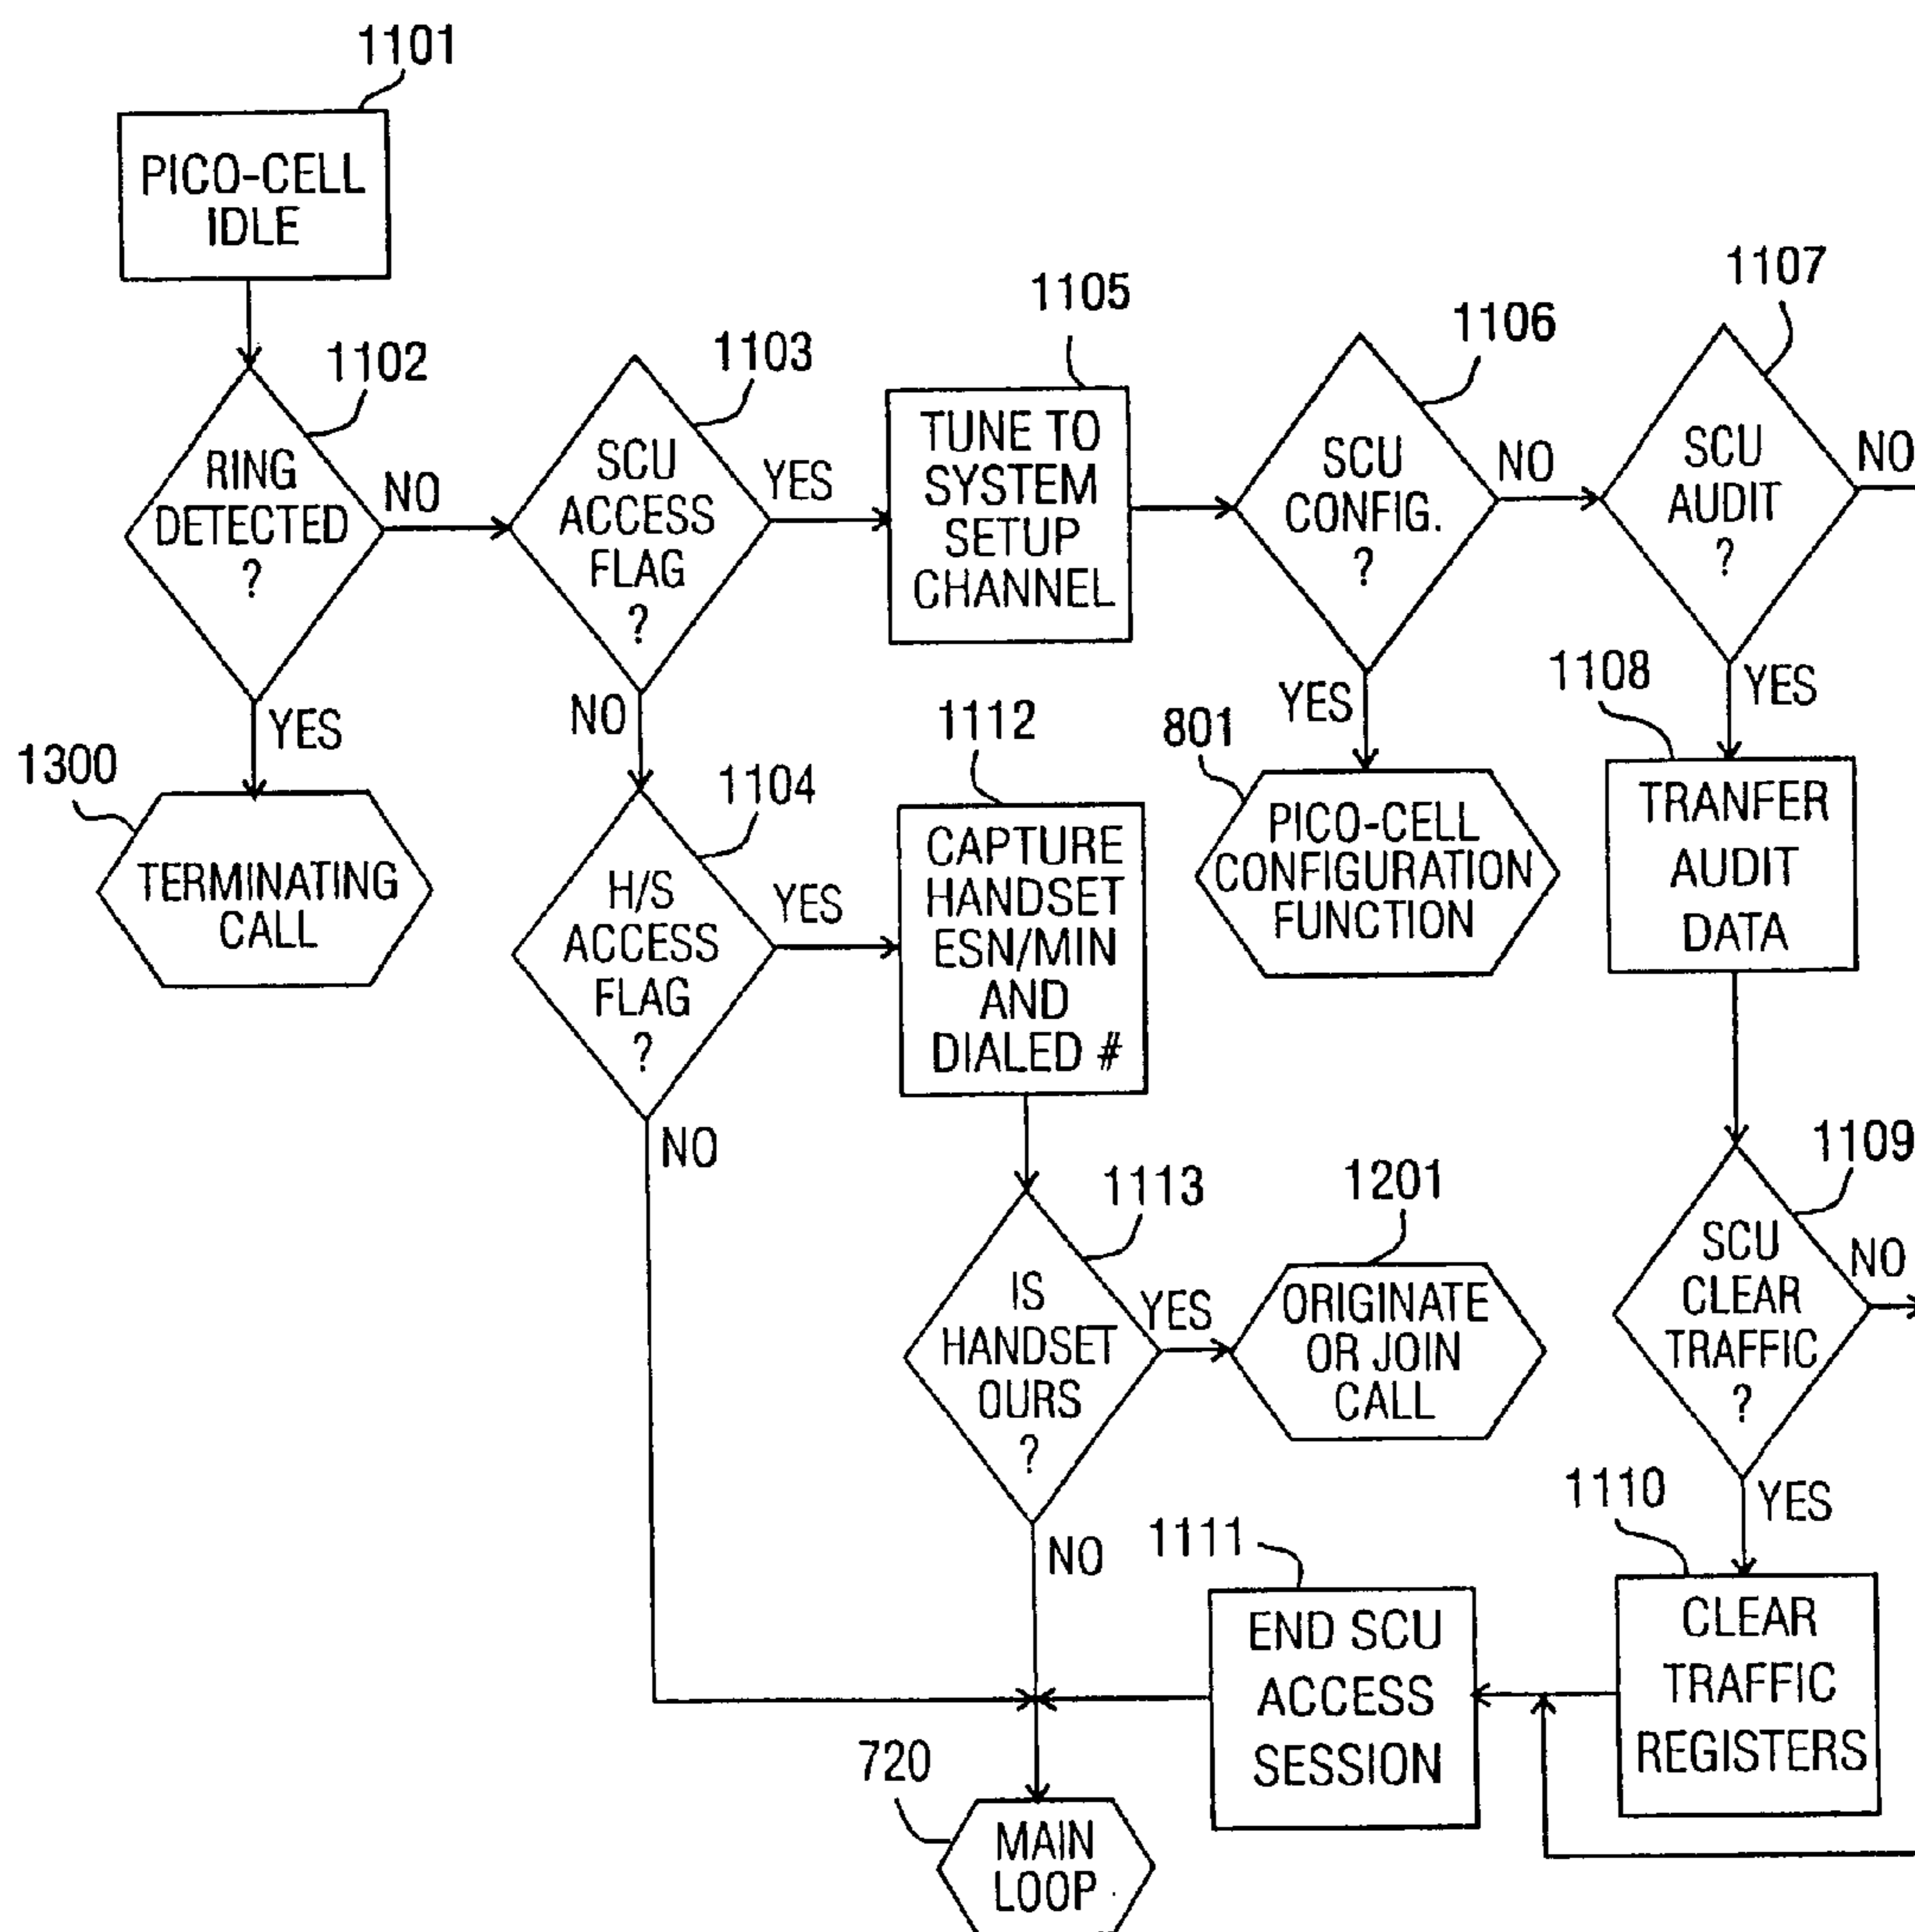 1101
PICO-CELL
IDLE
1102
RING
DETECTED
?
NO
YES
1300
TERMINATING
CALL
1103
SCU
ACCESS
FLAG
?
YES
NO
1105
TUNE TO
SYSTEM
SETUP
CHANNEL
1106
SCU
CONFIG.
?
NO
YES
801
PICO-CELL
CONFIGURATION
FUNCTION
1107
SCU
AUDIT
?
NO
YES
1108
TRANFER
AUDIT
DATA
1104
H/S
ACCESS
FLAG
?
YES
NO
1112
CAPTURE
HANDSET
ESN/MIN
AND
DIALED #
1113
IS
HANDSET
OURS
?
YES
NO
1201
ORIGINATE
OR JOIN
CALL
1109
SCU
CLEAR
TRAFFIC
?
NO
YES
1110
CLEAR
TRAFFIC
REGISTERS
1111
END SCU
ACCESS
SESSION
720
MAIN
LOOP